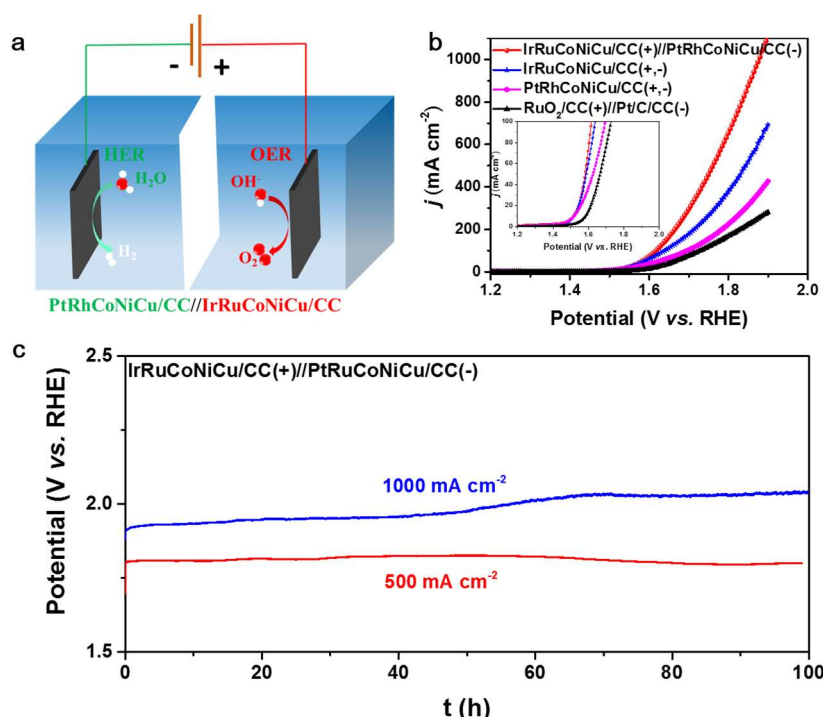 a
- +
HER
H₂O
H₂
OER
OH⁻
O₂
PtRhCoNiCu/CC//IrRuCoNiCu/CC
b
IrRuCoNiCu/CC(+)//PtRhCoNiCu/CC(-)
IrRuCoNiCu/CC(+,-)
PtRhCoNiCu/CC(+,-)
RuO₂/CC(+)//Pt/C/CC(-)
j (mA cm⁻²)
1000
800
600
400
200
0
1.2 1.4 1.6 1.8 2.0
Potential (V vs. RHE)
j (mA cm⁻²)
100
80
60
40
20
0
1.2 1.4 1.6 1.8 2.0
Potential (V vs. RHE)
c
IrRuCoNiCu/CC(+)//PtRuCoNiCu/CC(-)
Potential (V vs. RHE)
2.5
2.0
1.5
1000 mA cm⁻²
500 mA cm⁻²
0 20 40 60 80 100
t (h)